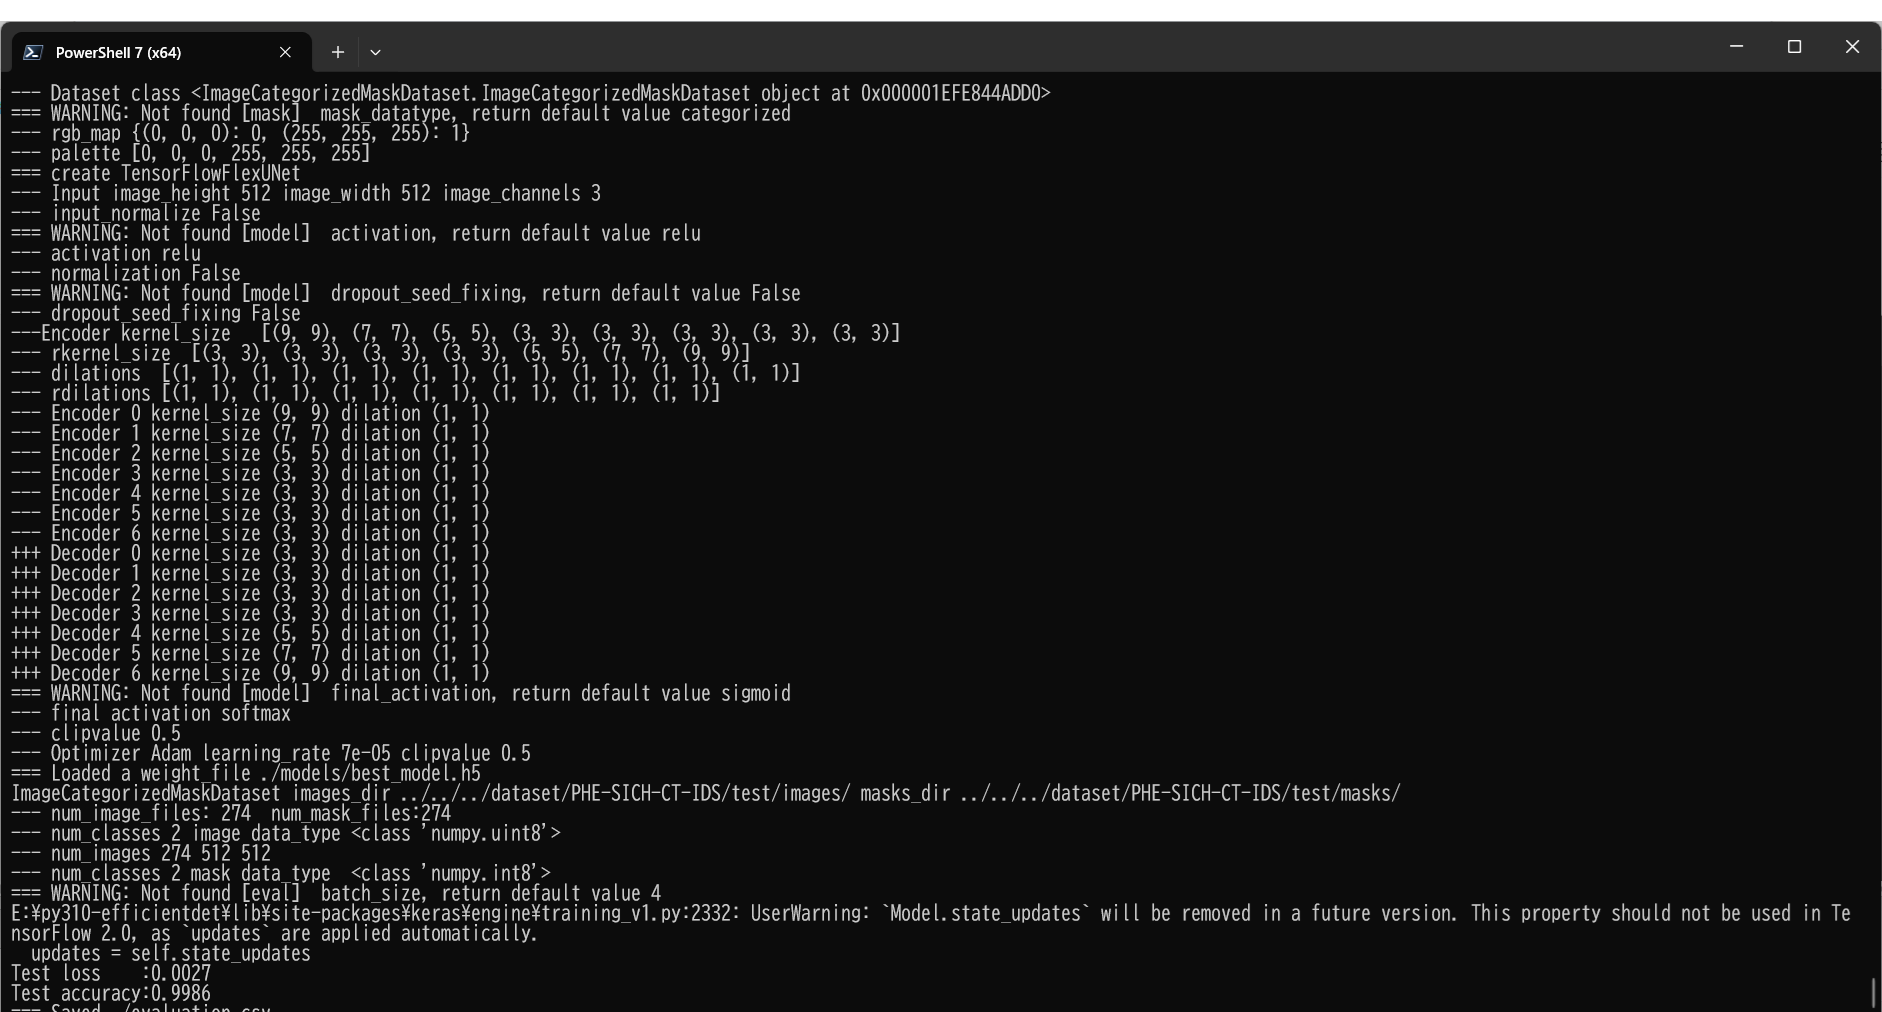 PowerShell 7 (x64)
--- Dataset class <ImageCategorizedMaskDataset.ImageCategorizedMaskDataset object at 0x000001EFE844ADD0>
=== WARNING: Not found [mask]  mask_datatype, return default value categorized
--- rgb_map {(0, 0, 0): 0, (255, 255, 255): 1}
--- palette [0, 0, 0, 255, 255, 255]
=== create TensorFlowFlexUNet
--- Input image_height 512 image_width 512 image_channels 3
--- input_normalize False
=== WARNING: Not found [model]  activation, return default value relu
--- activation relu
--- normalization False
=== WARNING: Not found [model]  dropout_seed_fixing, return default value False
--- dropout_seed_fixing False
---Encoder kernel_size   [(9, 9), (7, 7), (5, 5), (3, 3), (3, 3), (3, 3), (3, 3), (3, 3)]
--- rkernel_size  [(3, 3), (3, 3), (3, 3), (3, 3), (5, 5), (7, 7), (9, 9)]
--- dilations  [(1, 1), (1, 1), (1, 1), (1, 1), (1, 1), (1, 1), (1, 1), (1, 1)]
--- rdilations [(1, 1), (1, 1), (1, 1), (1, 1), (1, 1), (1, 1), (1, 1)]
--- Encoder 0 kernel_size (9, 9) dilation (1, 1)
--- Encoder 1 kernel_size (7, 7) dilation (1, 1)
--- Encoder 2 kernel_size (5, 5) dilation (1, 1)
--- Encoder 3 kernel_size (3, 3) dilation (1, 1)
--- Encoder 4 kernel_size (3, 3) dilation (1, 1)
--- Encoder 5 kernel_size (3, 3) dilation (1, 1)
--- Encoder 6 kernel_size (3, 3) dilation (1, 1)
+++ Decoder 0 kernel_size (3, 3) dilation (1, 1)
+++ Decoder 1 kernel_size (3, 3) dilation (1, 1)
+++ Decoder 2 kernel_size (3, 3) dilation (1, 1)
+++ Decoder 3 kernel_size (3, 3) dilation (1, 1)
+++ Decoder 4 kernel_size (5, 5) dilation (1, 1)
+++ Decoder 5 kernel_size (7, 7) dilation (1, 1)
+++ Decoder 6 kernel_size (9, 9) dilation (1, 1)
=== WARNING: Not found [model]  final_activation, return default value sigmoid
--- final activation softmax
--- clipvalue 0.5
--- Optimizer Adam learning_rate 7e-05 clipvalue 0.5
=== Loaded a weight_file ./models/best_model.h5
ImageCategorizedMaskDataset images_dir ../../../dataset/PHE-SICH-CT-IDS/test/images/ masks_dir ../../../dataset/PHE-SICH-CT-IDS/test/masks/
--- num_image_files: 274  num_mask_files:274
--- num_classes 2 image data_type <class 'numpy.uint8'>
--- num_images 274 512 512
--- num_classes 2 mask data_type  <class 'numpy.int8'>
=== WARNING: Not found [eval]  batch_size, return default value 4
E:¥py310-efficientdet¥lib¥site-packages¥keras¥engine¥training_v1.py:2332: UserWarning: `Model.state_updates` will be removed in a future version. This property should not be used in Te
nsorFlow 2.0, as `updates` are applied automatically.
  updates = self.state_updates
Test loss    :0.0027
Test accuracy:0.9986
=== Saved ./evaluation.csv